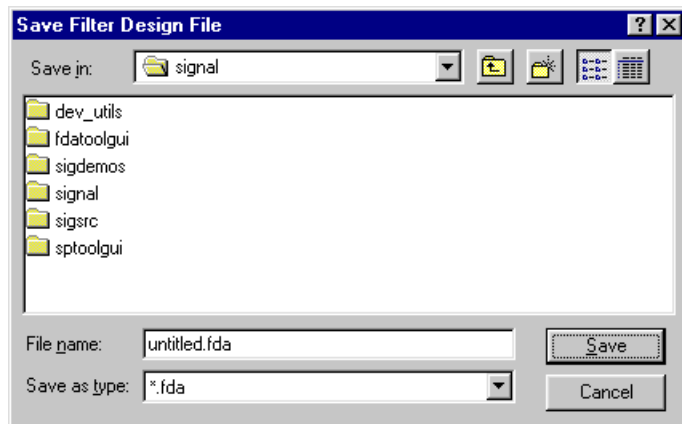 Save Filter Design File
Save in: signal
dev_utils
fdatoolgui
sigdemos
signal
sigsrc
sptoolgui
File name: untitled.fda Save
Save as type: *.fda Cancel